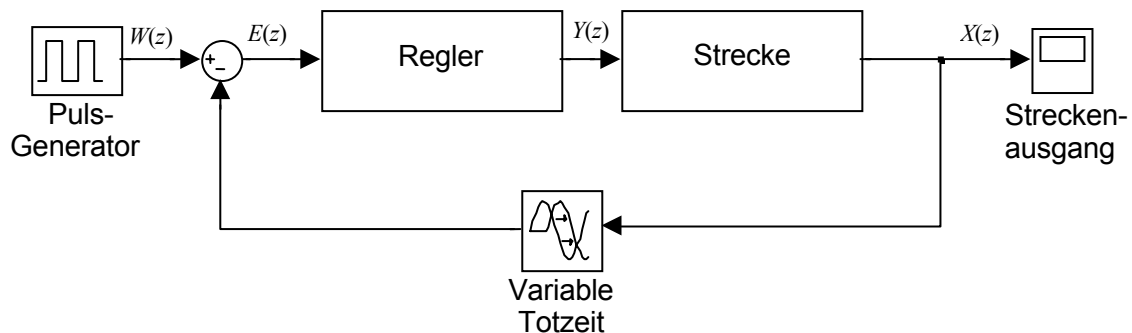 W(z)
E(z)
Y(z)
X(z)
+
−
Regler
Strecke
Puls-
Generator
Strecken-
ausgang
Variable
Totzeit